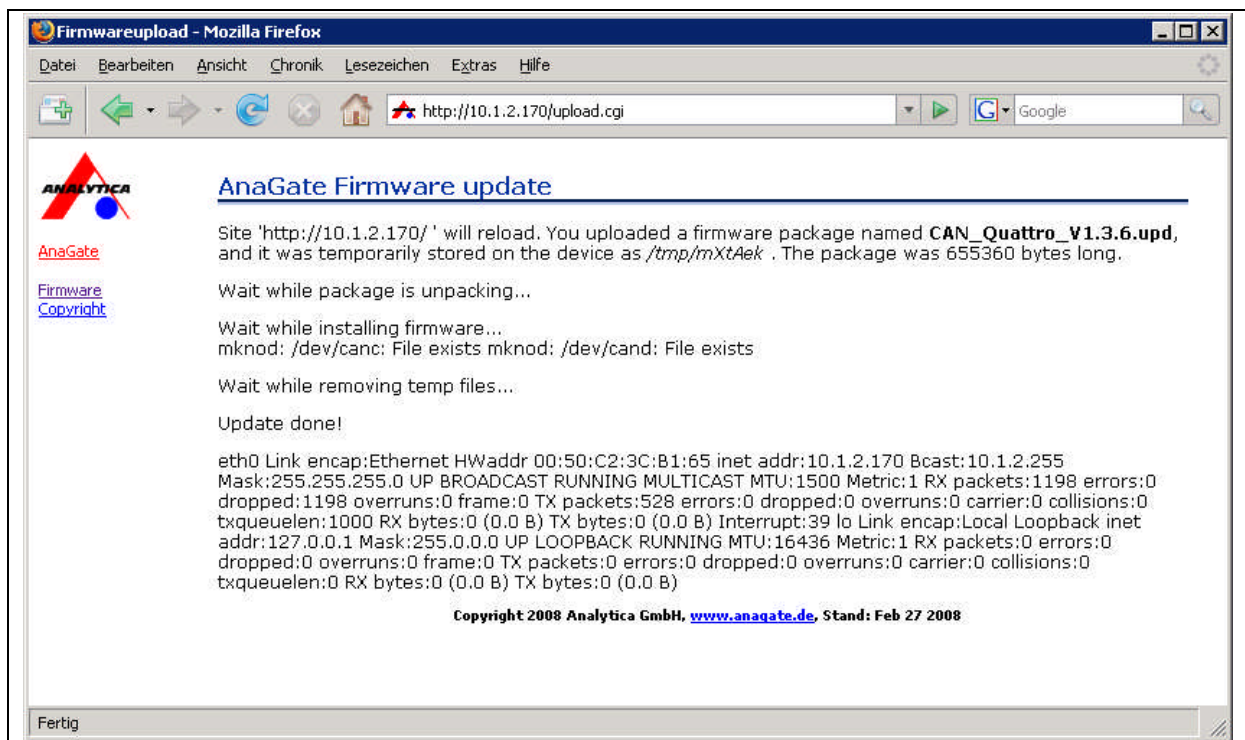 Firmwareupload - Mozilla Firefox
Datei Bearbeiten Ansicht Chronik Lesezeichen Extras Hilfe
http://10.1.2.170/upload.cgi
G Google
ANALYTICA
AnaGate
Firmware
Copyright
AnaGate Firmware update
Site 'http://10.1.2.170/ ' will reload. You uploaded a firmware package named CAN_Quattro_V1.3.6.upd,
and it was temporarily stored on the device as /tmp/mXtAek . The package was 655360 bytes long.
Wait while package is unpacking...
Wait while installing firmware...
mknod: /dev/canc: File exists mknod: /dev/cand: File exists
Wait while removing temp files...
Update done!
eth0 Link encap:Ethernet HWaddr 00:50:C2:3C:B1:65 inet addr:10.1.2.170 Bcast:10.1.2.255
Mask:255.255.255.0 UP BROADCAST RUNNING MULTICAST MTU:1500 Metric:1 RX packets:1198 errors:0
dropped:1198 overruns:0 frame:0 TX packets:528 errors:0 dropped:0 overruns:0 carrier:0 collisions:0
txqueuelen:1000 RX bytes:0 (0.0 B) TX bytes:0 (0.0 B) Interrupt:39 lo Link encap:Local Loopback inet
addr:127.0.0.1 Mask:255.0.0.0 UP LOOPBACK RUNNING MTU:16436 Metric:1 RX packets:0 errors:0
dropped:0 overruns:0 frame:0 TX packets:0 errors:0 dropped:0 overruns:0 carrier:0 collisions:0
txqueuelen:0 RX bytes:0 (0.0 B) TX bytes:0 (0.0 B)
Copyright 2008 Analytica GmbH, www.anagate.de, Stand: Feb 27 2008
Fertig